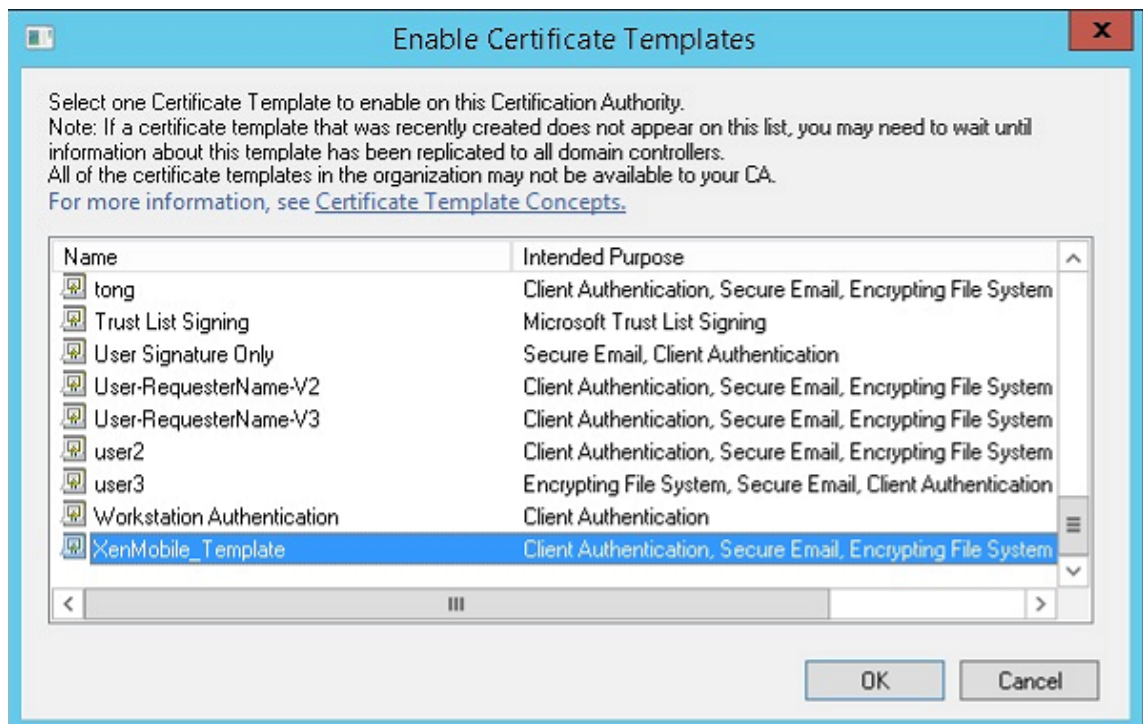 Enable Certificate Templates
x
Select one Certificate Template to enable on this Certification Authority.
Note: If a certificate template that was recently created does not appear on this list, you may need to wait until
information about this template has been replicated to all domain controllers.
All of the certificate templates in the organization may not be available to your CA.
For more information, see Certificate Template Concepts.
Name Intended Purpose
tong Client Authentication, Secure Email, Encrypting File System
Trust List Signing Microsoft Trust List Signing
User Signature Only Secure Email, Client Authentication
User-RequesterName-V2 Client Authentication, Secure Email, Encrypting File System
User-RequesterName-V3 Client Authentication, Secure Email, Encrypting File System
user2 Client Authentication, Secure Email, Encrypting File System
user3 Encrypting File System, Secure Email, Client Authentication
Workstation Authentication Client Authentication
XenMobile_Template Client Authentication, Secure Email, Encrypting File System
OK Cancel